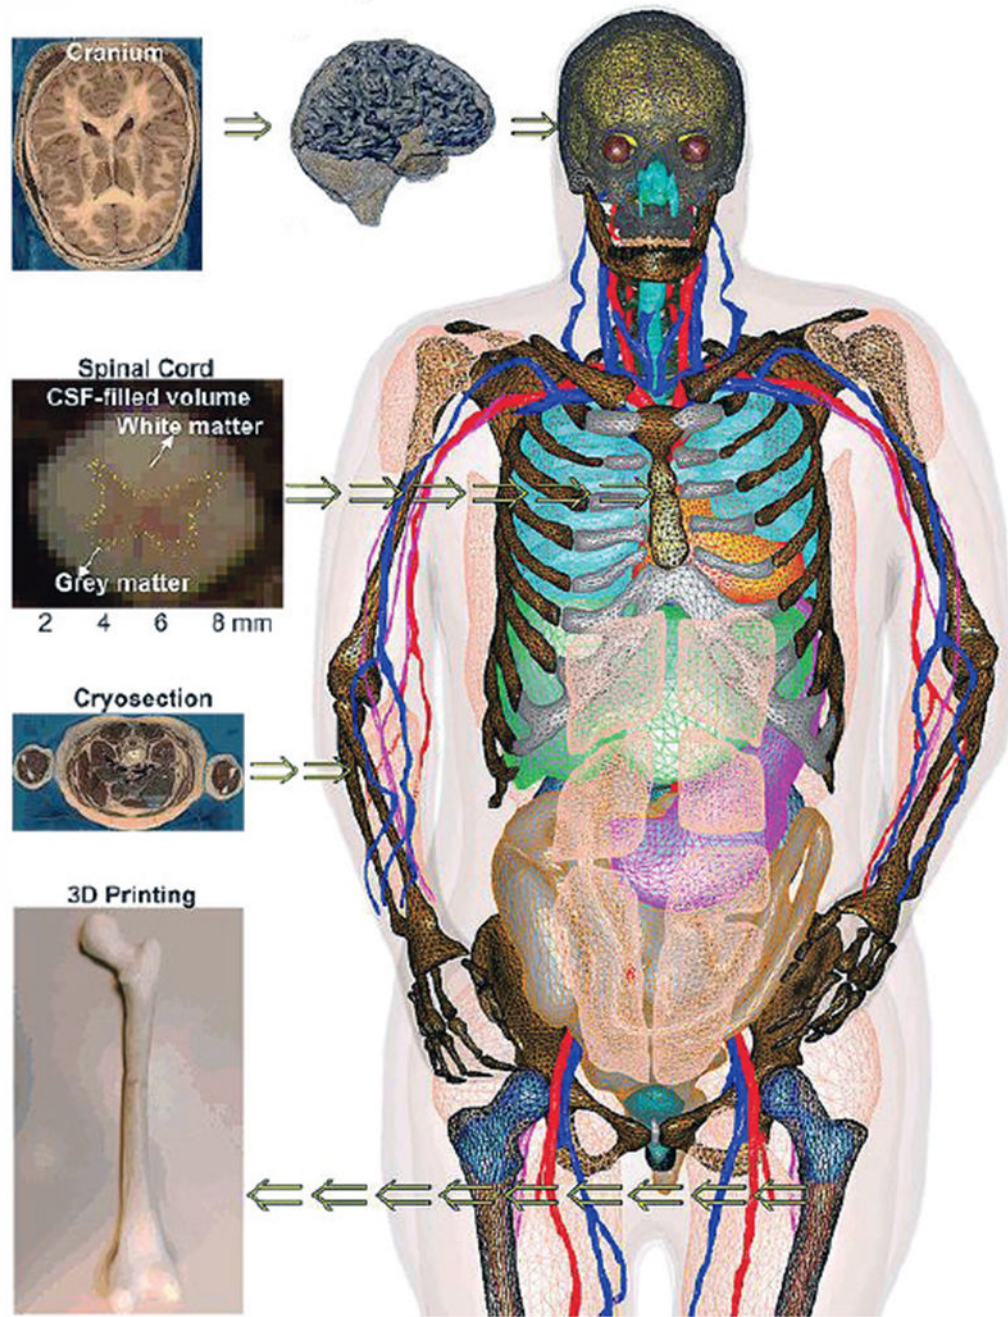 Cranium
Spinal Cord
CSF-filled volume
White matter
Grey matter
2 4 6 8 mm
Cryosection
3D Printing